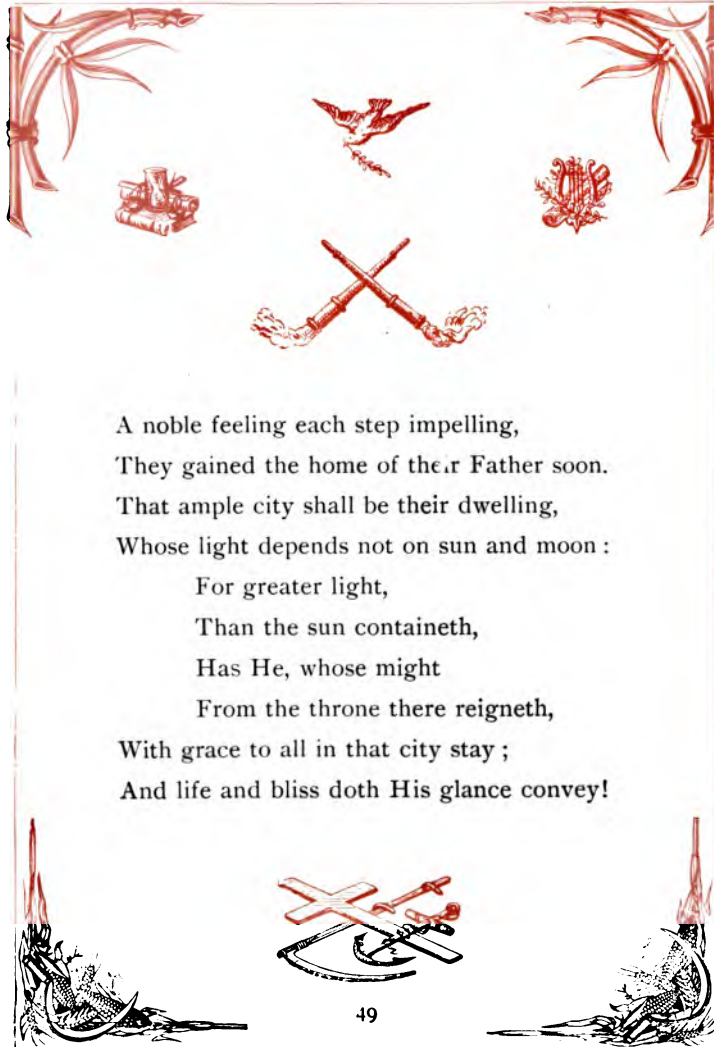 A noble feeling each step impelling,
They gained the home of their Father soon.
That ample city shall be their dwelling,
Whose light depends not on sun and moon :
For greater light,
Than the sun containeth,
Has He, whose might
From the throne there reigneth,
With grace to all in that city stay ;
And life and bliss doth His glance convey!
49